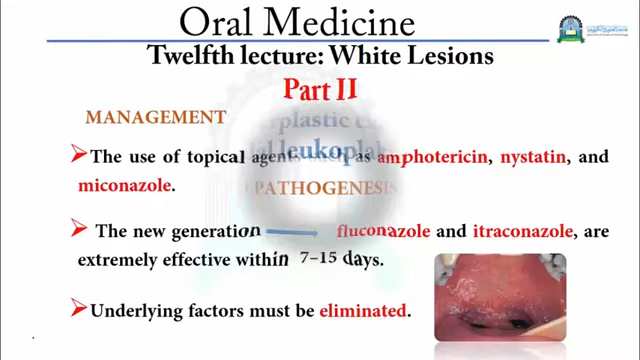 Oral Medicine
Twelfth lecture: White Lesions
Part II
MANAGEMENT
The use of topical agents such as amphotericin, nystatin, and
miconazole.
PATHOGENESIS
The new generation fluconazole and itraconazole, are
extremely effective within 7–15 days.
Underlying factors must be eliminated.